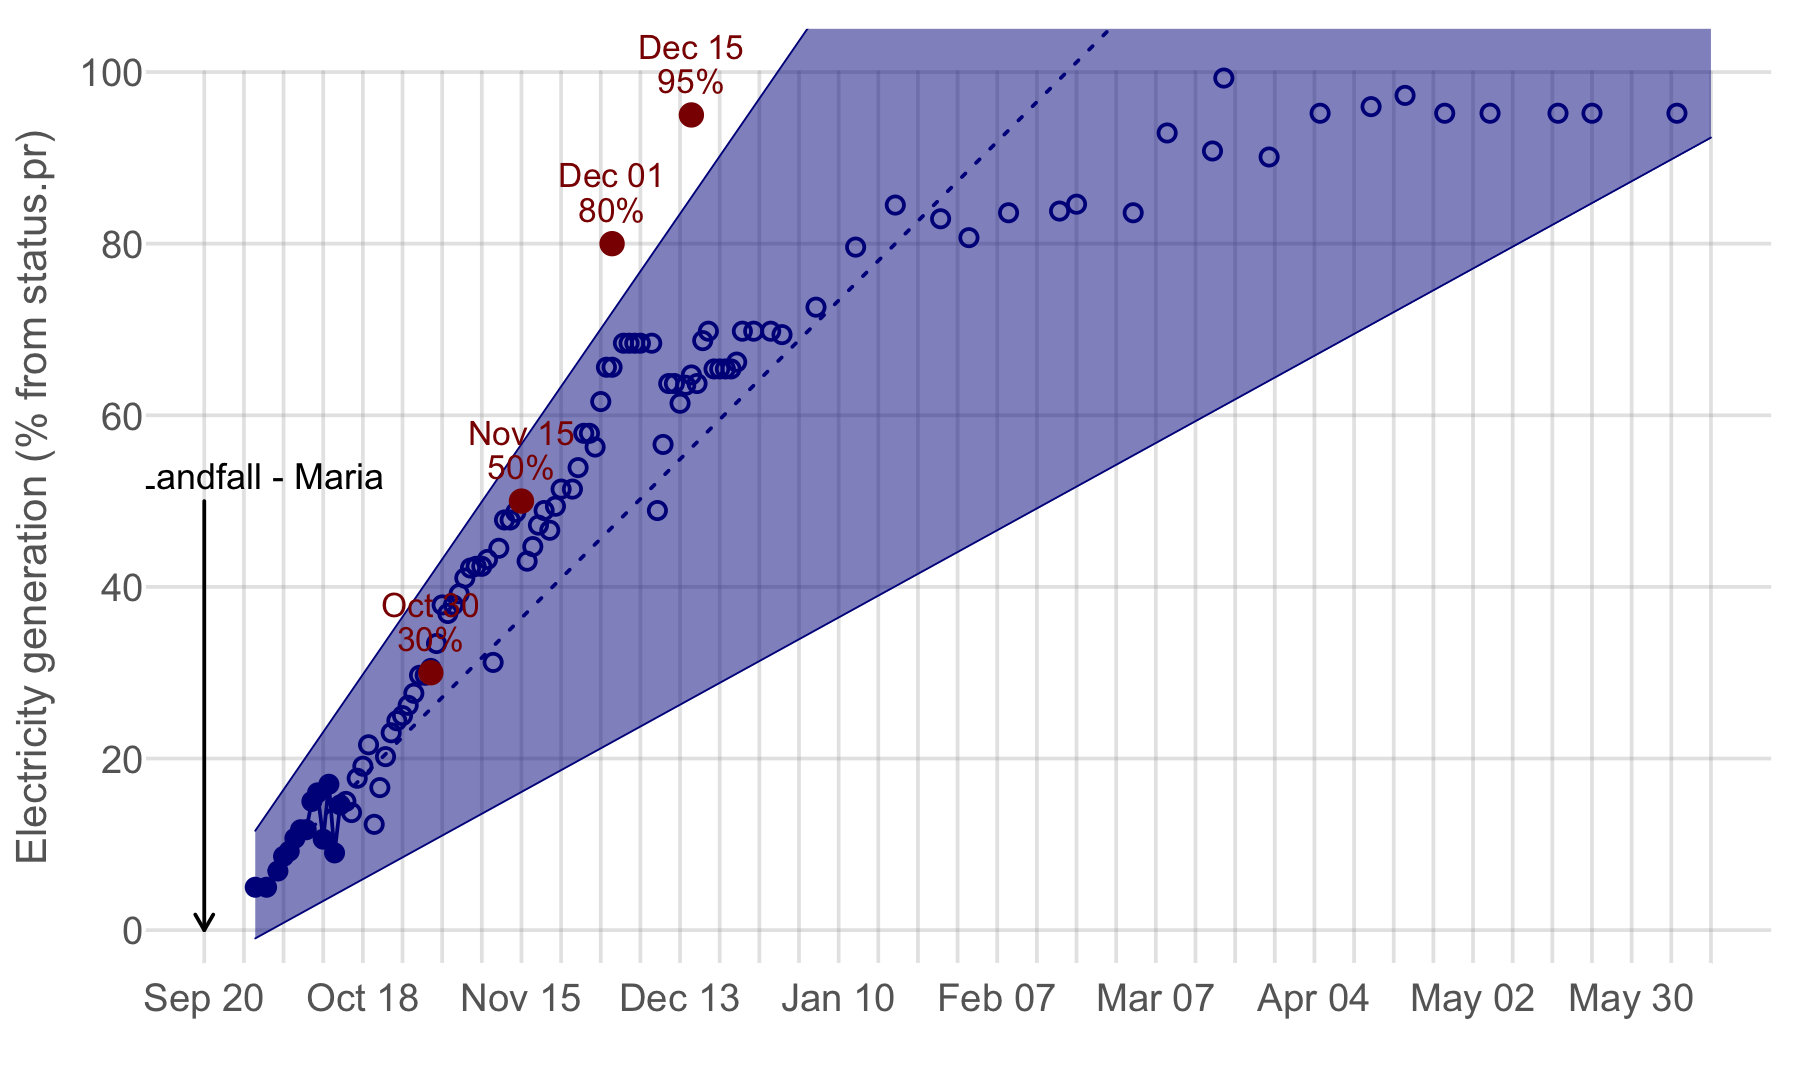 Dec 15
95%
100
Dec 01
80%
80
60
Nov 15
50%
andfall - Maria
40
Oct 30
30%
20
0
Electricity generation (% from status.pr)
Sep 20 Oct 18 Nov 15 Dec 13 Jan 10 Feb 07 Mar 07 Apr 04 May 02 May 30